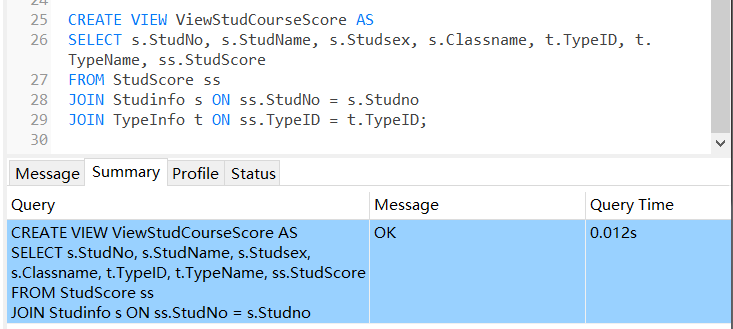 24
25 CREATE VIEW ViewStudCourseScore AS
26 SELECT s.StudNo, s.StudName, s.Studsex, s.Classname, t.TypeID, t.
TypeName, ss.StudScore
27 FROM StudScore ss
28 JOIN Studinfo s ON ss.StudNo = s.Studno
29 JOIN TypeInfo t ON ss.TypeID = t.TypeID;
30
Message Summary Profile Status
Query Message Query Time
CREATE VIEW ViewStudCourseScore AS OK 0.012s
SELECT s.StudNo, s.StudName, s.Studsex,
s.Classname, t.TypeID, t.TypeName, ss.StudScore
FROM StudScore ss
JOIN Studinfo s ON ss.StudNo = s.Studno